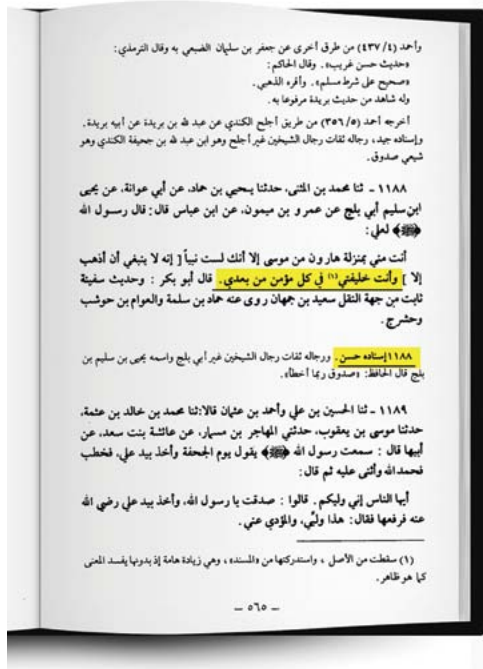 وأحمد (٤/ ٤٣٧) من طرق أخرى عن جعفر بن سليمان الضبعي به وقال الترمذي :
«حديث حسن غريب». وقال الحاكم :
«صحيح على شرط مسلم» . وأقره الذهبي .
وله شاهد من حديث بريدة مرفوعا به .
أخرجه أحمد (٥/ ٣٥٦) من طريق أجلح الكندي عن عبد الله بن بريدة عن أبيه بريدة .
وإسناده جيد ، رجاله ثقات رجال الشيخين غير أجلح وهو ابن عبد الله بن جحيفة الكندي وهو
شيعي صدوق .
١١٨٨ - ثنا محمد بن المثنى، حدثنا يحيى بن حماد، عن أبي عوانة، عن يحيى
ابن سليم أبي بلج عن عمرو بن ميمون، عن ابن عباس قال : قال رسول الله
ﷺ لعلي :
أنت مني بمنزلة هارون من موسى إلا أنك لست نبياً [ إنه لا ينبغي أن أذهب
إلا ] وأنت خليفتي (١) في كل مؤمن من بعدي . قال أبو بكر : وحديث سفينة
ثابت من جهة النقل سعيد بن جمهان روى عنه حماد بن سلمة والعوام بن حوشب
وحشرج .
١١٨٨ إسناده حسن . ورجاله ثقات رجال الشيخين غير أبي بلج واسمه يحيى بن سليم بن
بلج قال الحافظ : «صدوق ربما أخطأ» .
١١٨٩ - ثنا الحسين بن علي وأحمد بن عثمان قالا: ثنا محمد بن خالد بن عثمة،
حدثنا موسى بن يعقوب، حدثني المهاجر بن مسمار، عن عائشة بنت سعد، عن
أبيها قال : سمعت رسول الله ﷺ يقول يوم الجحفة وأخذ بيد علي، فخطب
فحمد الله وأثنى عليه ثم قال :
أيها الناس إني وليكم . قالوا : صدقت يا رسول الله، وأخذ بيد علي رضي الله
عنه فرفعها فقال : هذا وليّي، والمؤدي عني .
(١) سقطت من الأصل ، واستدركتها من «المسند» ، وهي زيادة هامة إذ بدونها يفسد المعنى
كما هو ظاهر .
– ٥٦٥ –